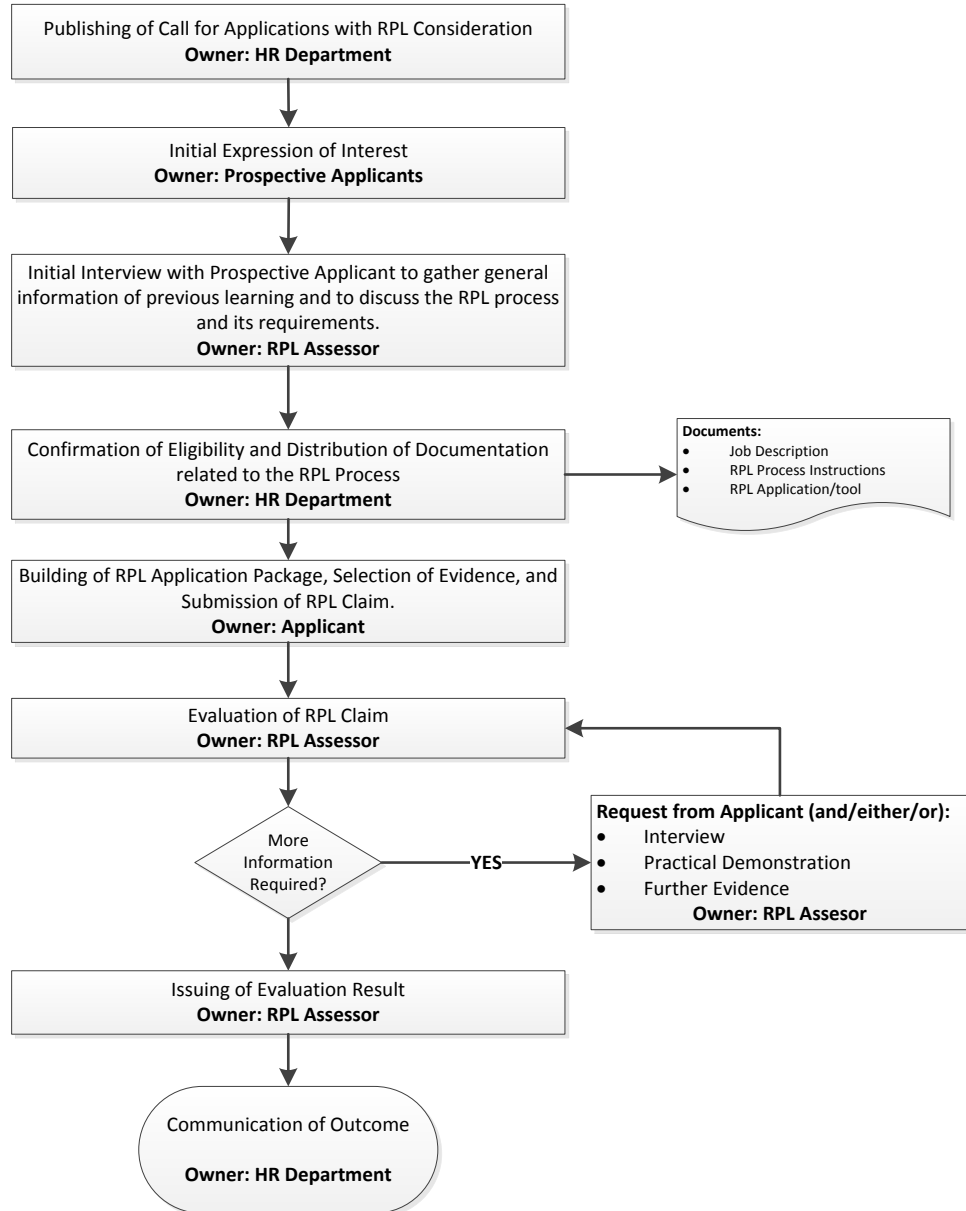 Publishing of Call for Applications with RPL Consideration
Owner: HR Department
Initial Expression of Interest
Owner: Prospective Applicants
Initial Interview with Prospective Applicant to gather general
information of previous learning and to discuss the RPL process
and its requirements.
Owner: RPL Assessor
Confirmation of Eligibility and Distribution of Documentation
related to the RPL Process
Owner: HR Department
Documents:
• Job Description
• RPL Process Instructions
• RPL Application/tool
Building of RPL Application Package, Selection of Evidence, and
Submission of RPL Claim.
Owner: Applicant
Evaluation of RPL Claim
Owner: RPL Assessor
More
Information
Required?
YES
Request from Applicant (and/either/or):
• Interview
• Practical Demonstration
• Further Evidence
Owner: RPL Assesor
Issuing of Evaluation Result
Owner: RPL Assessor
Communication of Outcome
Owner: HR Department